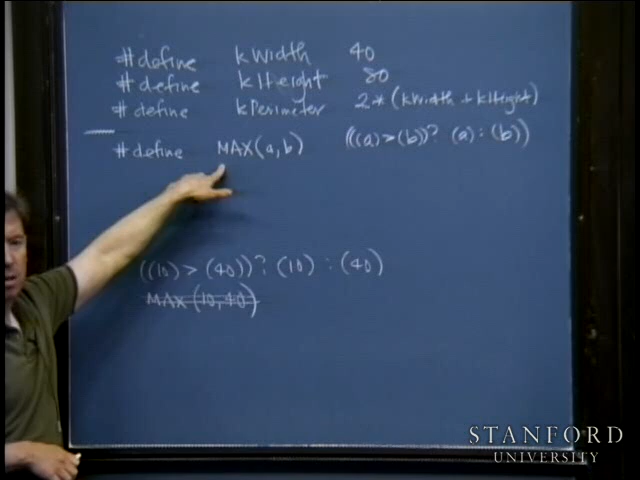 #define kWidth 40
#define kHeight 80
#define kPerimeter 2*(kWidth + kHeight)
#define MAX(a,b) (((a)>(b))? (a):(b))
((10) > (40))? (10) : (40)
MAX(10,40)
STANFORD
UNIVERSITY